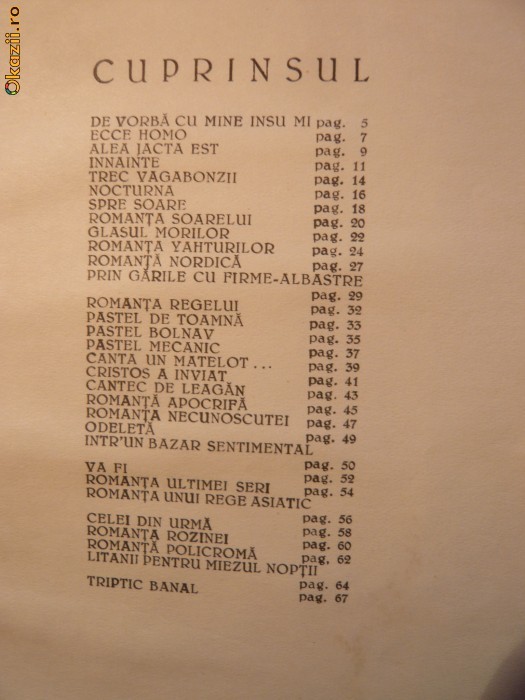 Okazii.ro
CUPRINSUL
DE VORBĂ CU MINE INSU MI pag. 5
ECCE HOMO pag. 7
ALEA JACTA EST pag. 9
INNAINTE pag. 11
TREC VAGABONZII pag. 14
NOCTURNA pag. 16
SPRE SOARE pag. 18
ROMANȚA SOARELUI pag. 20
GLASUL MORILOR pag. 22
ROMANȚA YAHTURILOR pag. 24
ROMANȚĂ NORDICĂ pag. 27
PRIN GĂRILE CU FIRME-ALBASTRE
pag. 29
ROMANȚA REGELUI pag. 32
PASTEL DE TOAMNĂ pag. 33
PASTEL BOLNAV pag. 35
PASTEL MECANIC pag. 37
CANTA UN MATELOT... pag. 39
CRISTOS A INVIAT pag. 41
CANTEC DE LEAGĂN pag. 43
ROMANȚĂ APOCRIFĂ pag. 45
ROMANȚA NECUNOSCUTEI pag. 47
ODELETĂ pag. 49
INTR'UN BAZAR SENTIMENTAL
pag. 50
VA FI pag. 52
ROMANȚA ULTIMEI SERI pag. 54
ROMANȚA UNUI REGE ASIATIC
pag. 56
CELEI DIN URMĂ pag. 58
ROMANȚA ROZINEI pag. 60
ROMANȚĂ POLICROMĂ pag. 62
LITANII PENTRU MIEZUL NOPȚII
pag. 64
TRIPTIC BANAL pag. 67